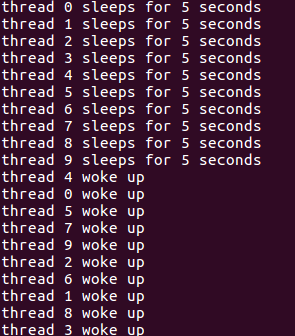 thread 0 sleeps for 5 seconds
thread 1 sleeps for 5 seconds
thread 2 sleeps for 5 seconds
thread 3 sleeps for 5 seconds
thread 4 sleeps for 5 seconds
thread 5 sleeps for 5 seconds
thread 6 sleeps for 5 seconds
thread 7 sleeps for 5 seconds
thread 8 sleeps for 5 seconds
thread 9 sleeps for 5 seconds
thread 4 woke up
thread 0 woke up
thread 5 woke up
thread 7 woke up
thread 9 woke up
thread 2 woke up
thread 6 woke up
thread 1 woke up
thread 8 woke up
thread 3 woke up